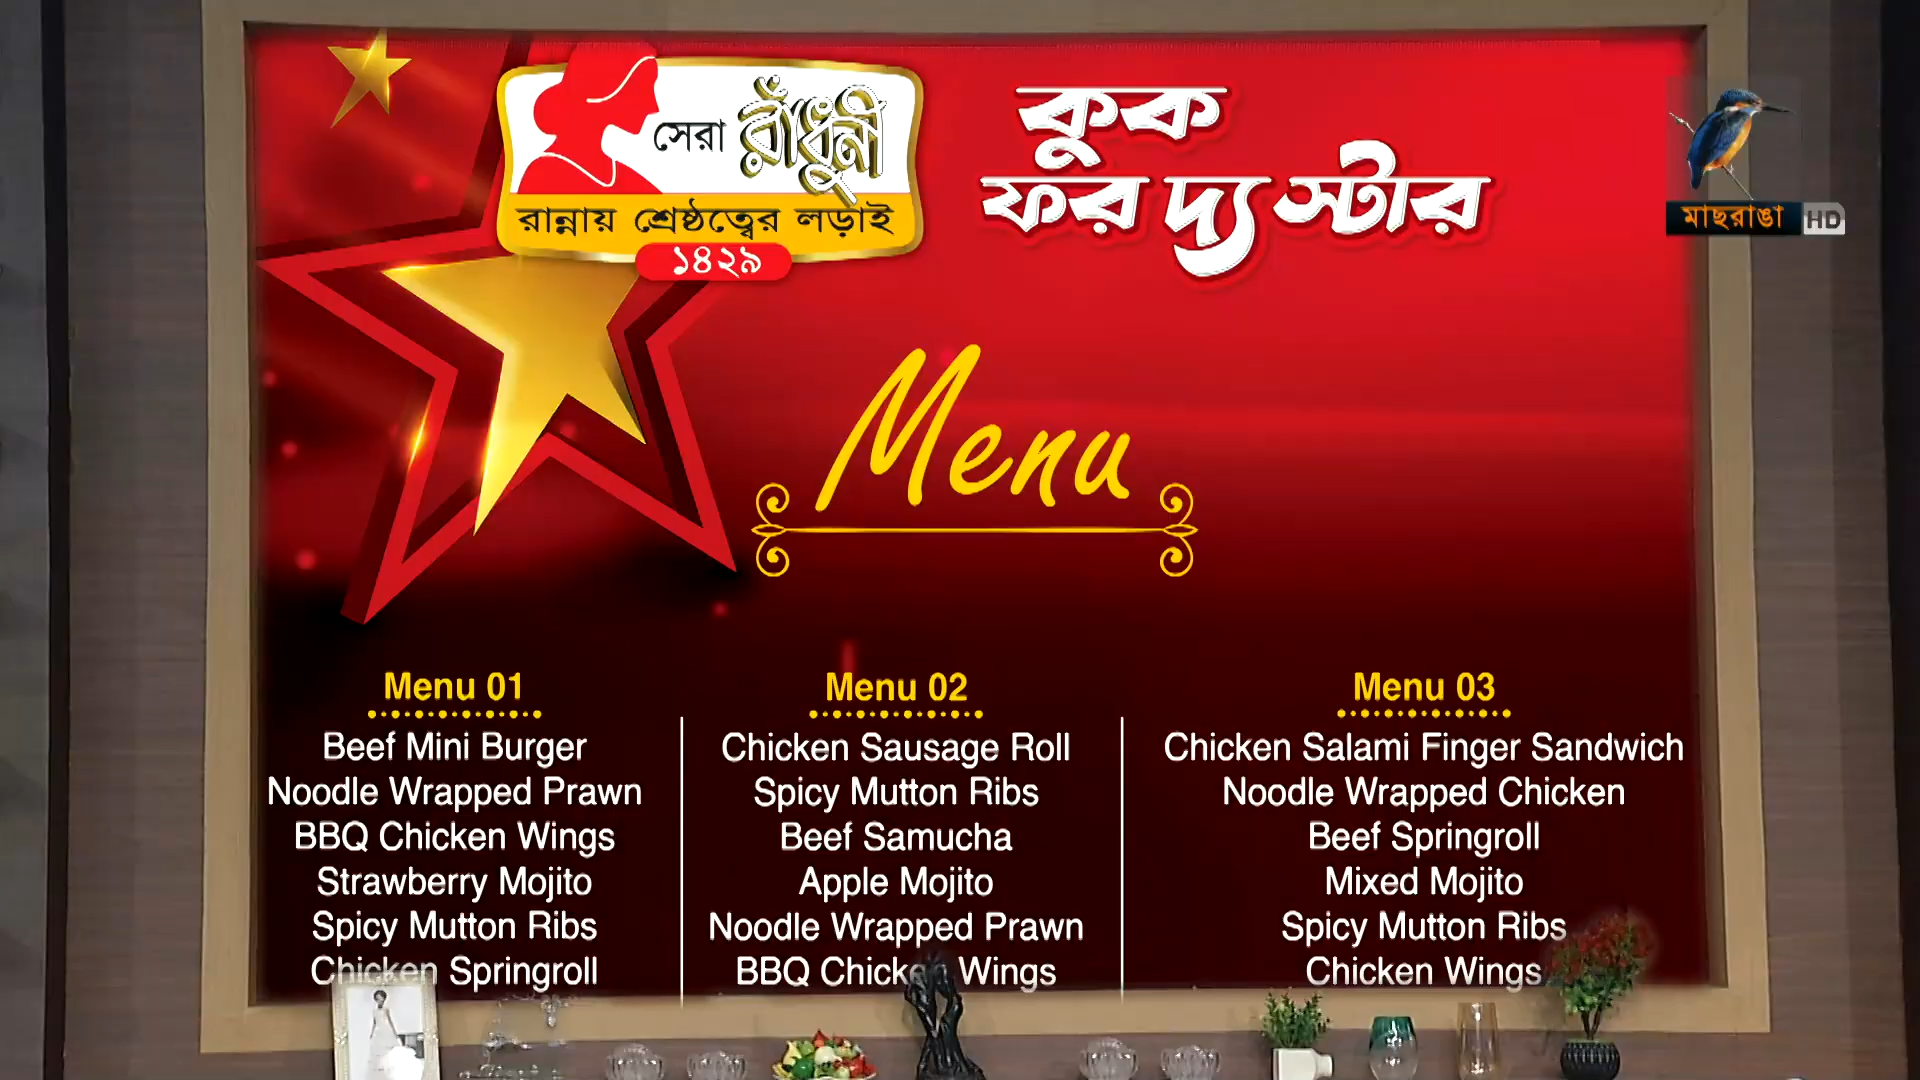 সেরা রাঁধুনী
রান্নায় শ্রেষ্ঠত্বের লড়াই
১৪২৯
কুক
ফর দ্য স্টার
মাছরাঙা HD
Menu
Menu 01
Beef Mini Burger
Noodle Wrapped Prawn
BBQ Chicken Wings
Strawberry Mojito
Spicy Mutton Ribs
Chicken Springroll
Menu 02
Chicken Sausage Roll
Spicy Mutton Ribs
Beef Samucha
Apple Mojito
Noodle Wrapped Prawn
BBQ Chicken Wings
Menu 03
Chicken Salami Finger Sandwich
Noodle Wrapped Chicken
Beef Springroll
Mixed Mojito
Spicy Mutton Ribs
Chicken Wings